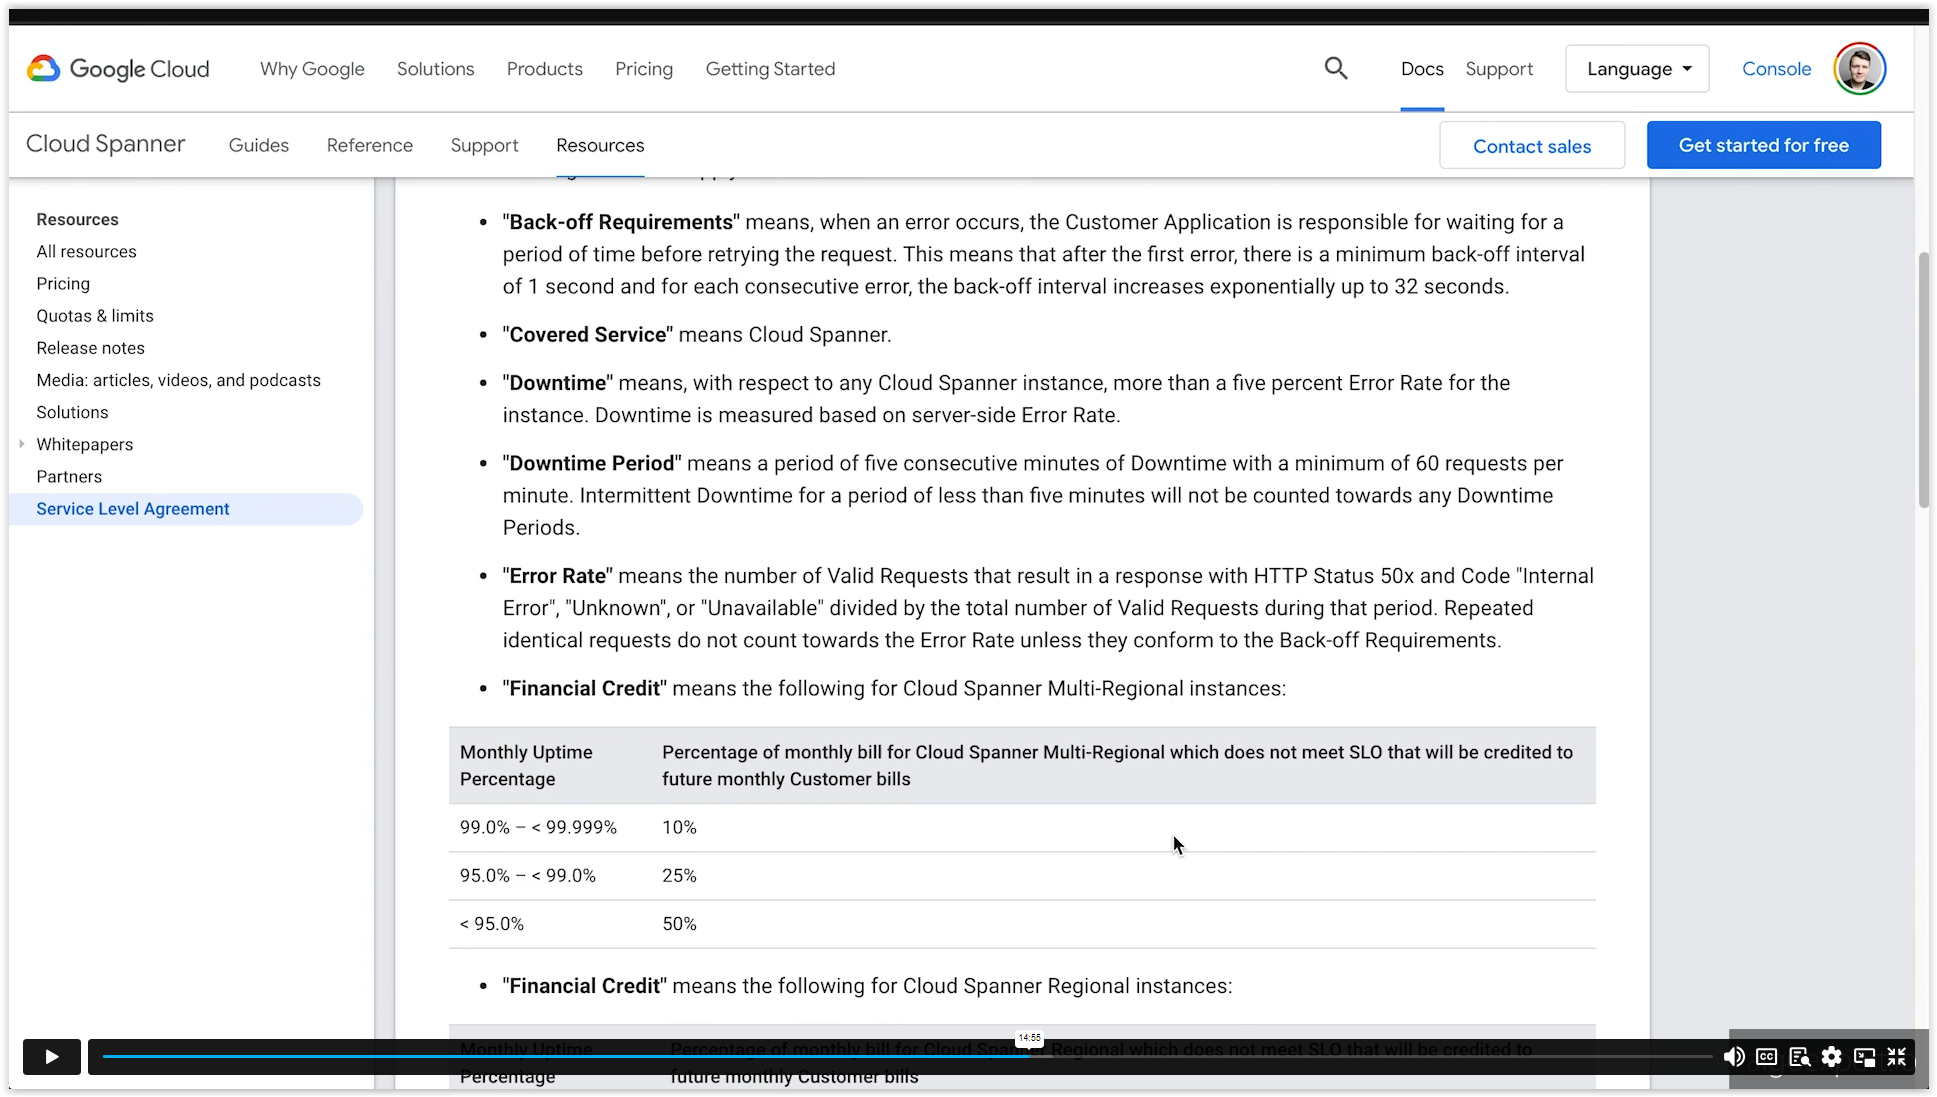 Google Cloud Why Google Solutions Products Pricing Getting Started Docs Support Language Console
Cloud Spanner Guides Reference Support Resources Contact sales Get started for free
Resources
All resources
Pricing
Quotas & limits
Release notes
Media: articles, videos, and podcasts
Solutions
Whitepapers
Partners
Service Level Agreement
• "Back-off Requirements" means, when an error occurs, the Customer Application is responsible for waiting for a
period of time before retrying the request. This means that after the first error, there is a minimum back-off interval
of 1 second and for each consecutive error, the back-off interval increases exponentially up to 32 seconds.
• "Covered Service" means Cloud Spanner.
• "Downtime" means, with respect to any Cloud Spanner instance, more than a five percent Error Rate for the
instance. Downtime is measured based on server-side Error Rate.
• "Downtime Period" means a period of five consecutive minutes of Downtime with a minimum of 60 requests per
minute. Intermittent Downtime for a period of less than five minutes will not be counted towards any Downtime
Periods.
• "Error Rate" means the number of Valid Requests that result in a response with HTTP Status 50x and Code "Internal
Error", "Unknown", or "Unavailable" divided by the total number of Valid Requests during that period. Repeated
identical requests do not count towards the Error Rate unless they conform to the Back-off Requirements.
• "Financial Credit" means the following for Cloud Spanner Multi-Regional instances:
Monthly Uptime Percentage of monthly bill for Cloud Spanner Multi-Regional which does not meet SLO that will be credited to
Percentage future monthly Customer bills
99.0% – < 99.999% 10%
95.0% – < 99.0% 25%
< 95.0% 50%
• "Financial Credit" means the following for Cloud Spanner Regional instances:
14:55
Monthly Uptime Percentage of monthly bill for Cloud Spanner Regional which does not meet SLO that will be credited to
Percentage future monthly Customer bills
CC